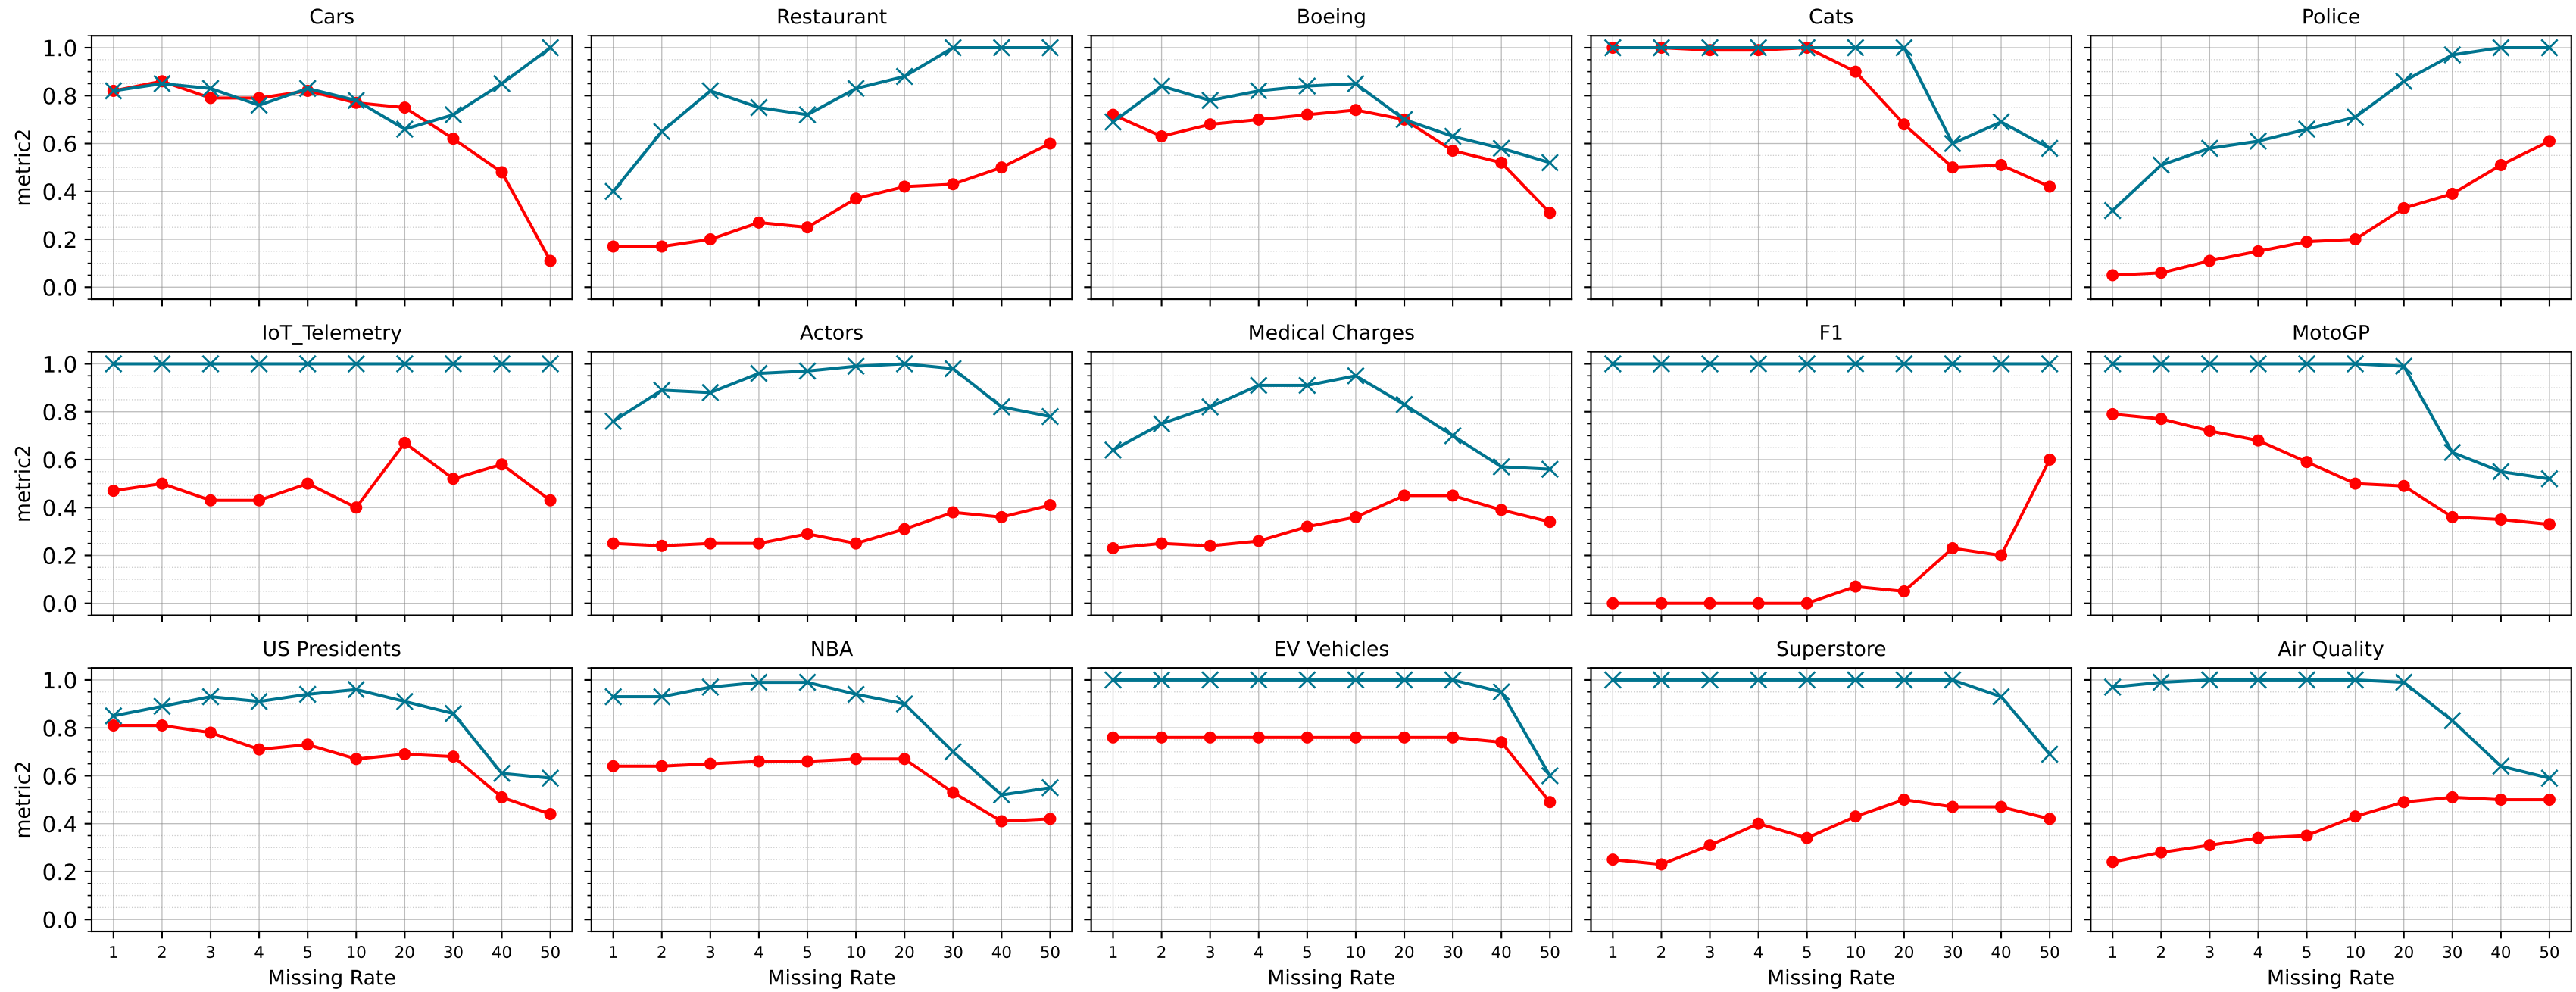 Cars Restaurant Boeing Cats Police
metric2
1.0
0.8
0.6
0.4
0.2
0.0
IoT_Telemetry Actors Medical Charges F1 MotoGP
metric2
1.0
0.8
0.6
0.4
0.2
0.0
US Presidents NBA EV Vehicles Superstore Air Quality
metric2
1.0
0.8
0.6
0.4
0.2
0.0
1 2 3 4 5 10 20 30 40 50 1 2 3 4 5 10 20 30 40 50 1 2 3 4 5 10 20 30 40 50 1 2 3 4 5 10 20 30 40 50 1 2 3 4 5 10 20 30 40 50
Missing Rate Missing Rate Missing Rate Missing Rate Missing Rate